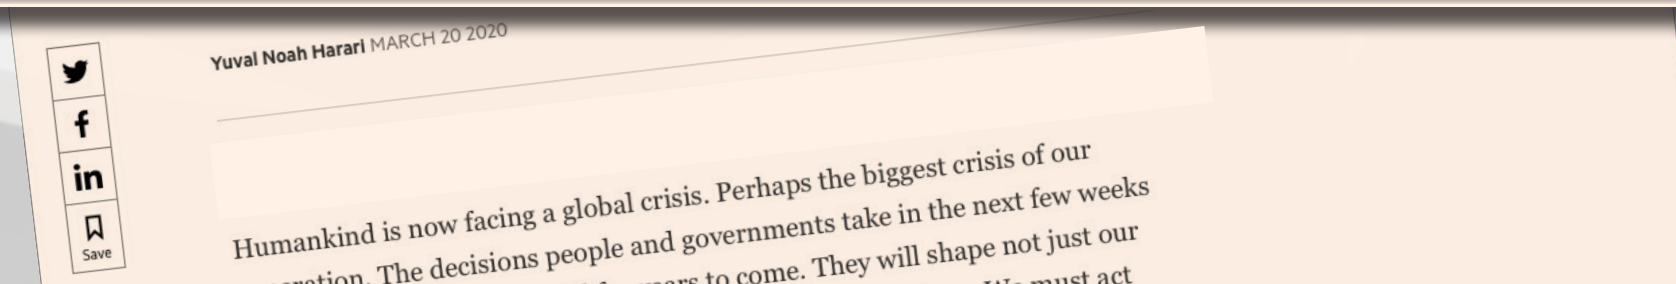 Yuval Noah Harari MARCH 20 2020
Save
Humankind is now facing a global crisis. Perhaps the biggest crisis of our
The decisions people and governments take in the next few weeks
to come. They will shape not just our
must act